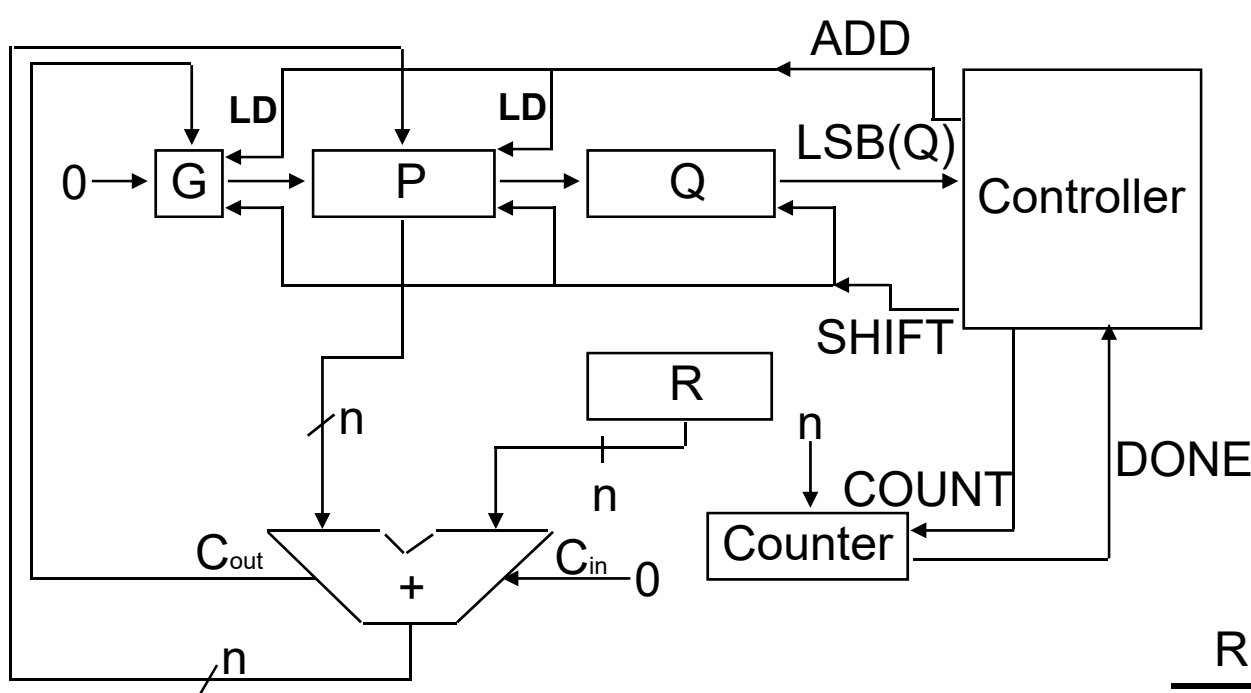 ADD
LD
LD
LSB(Q)
0
G
P
Q
Controller
SHIFT
R
n
n
n
COUNT
DONE
Counter
Cout
Cin
+
0
n
R